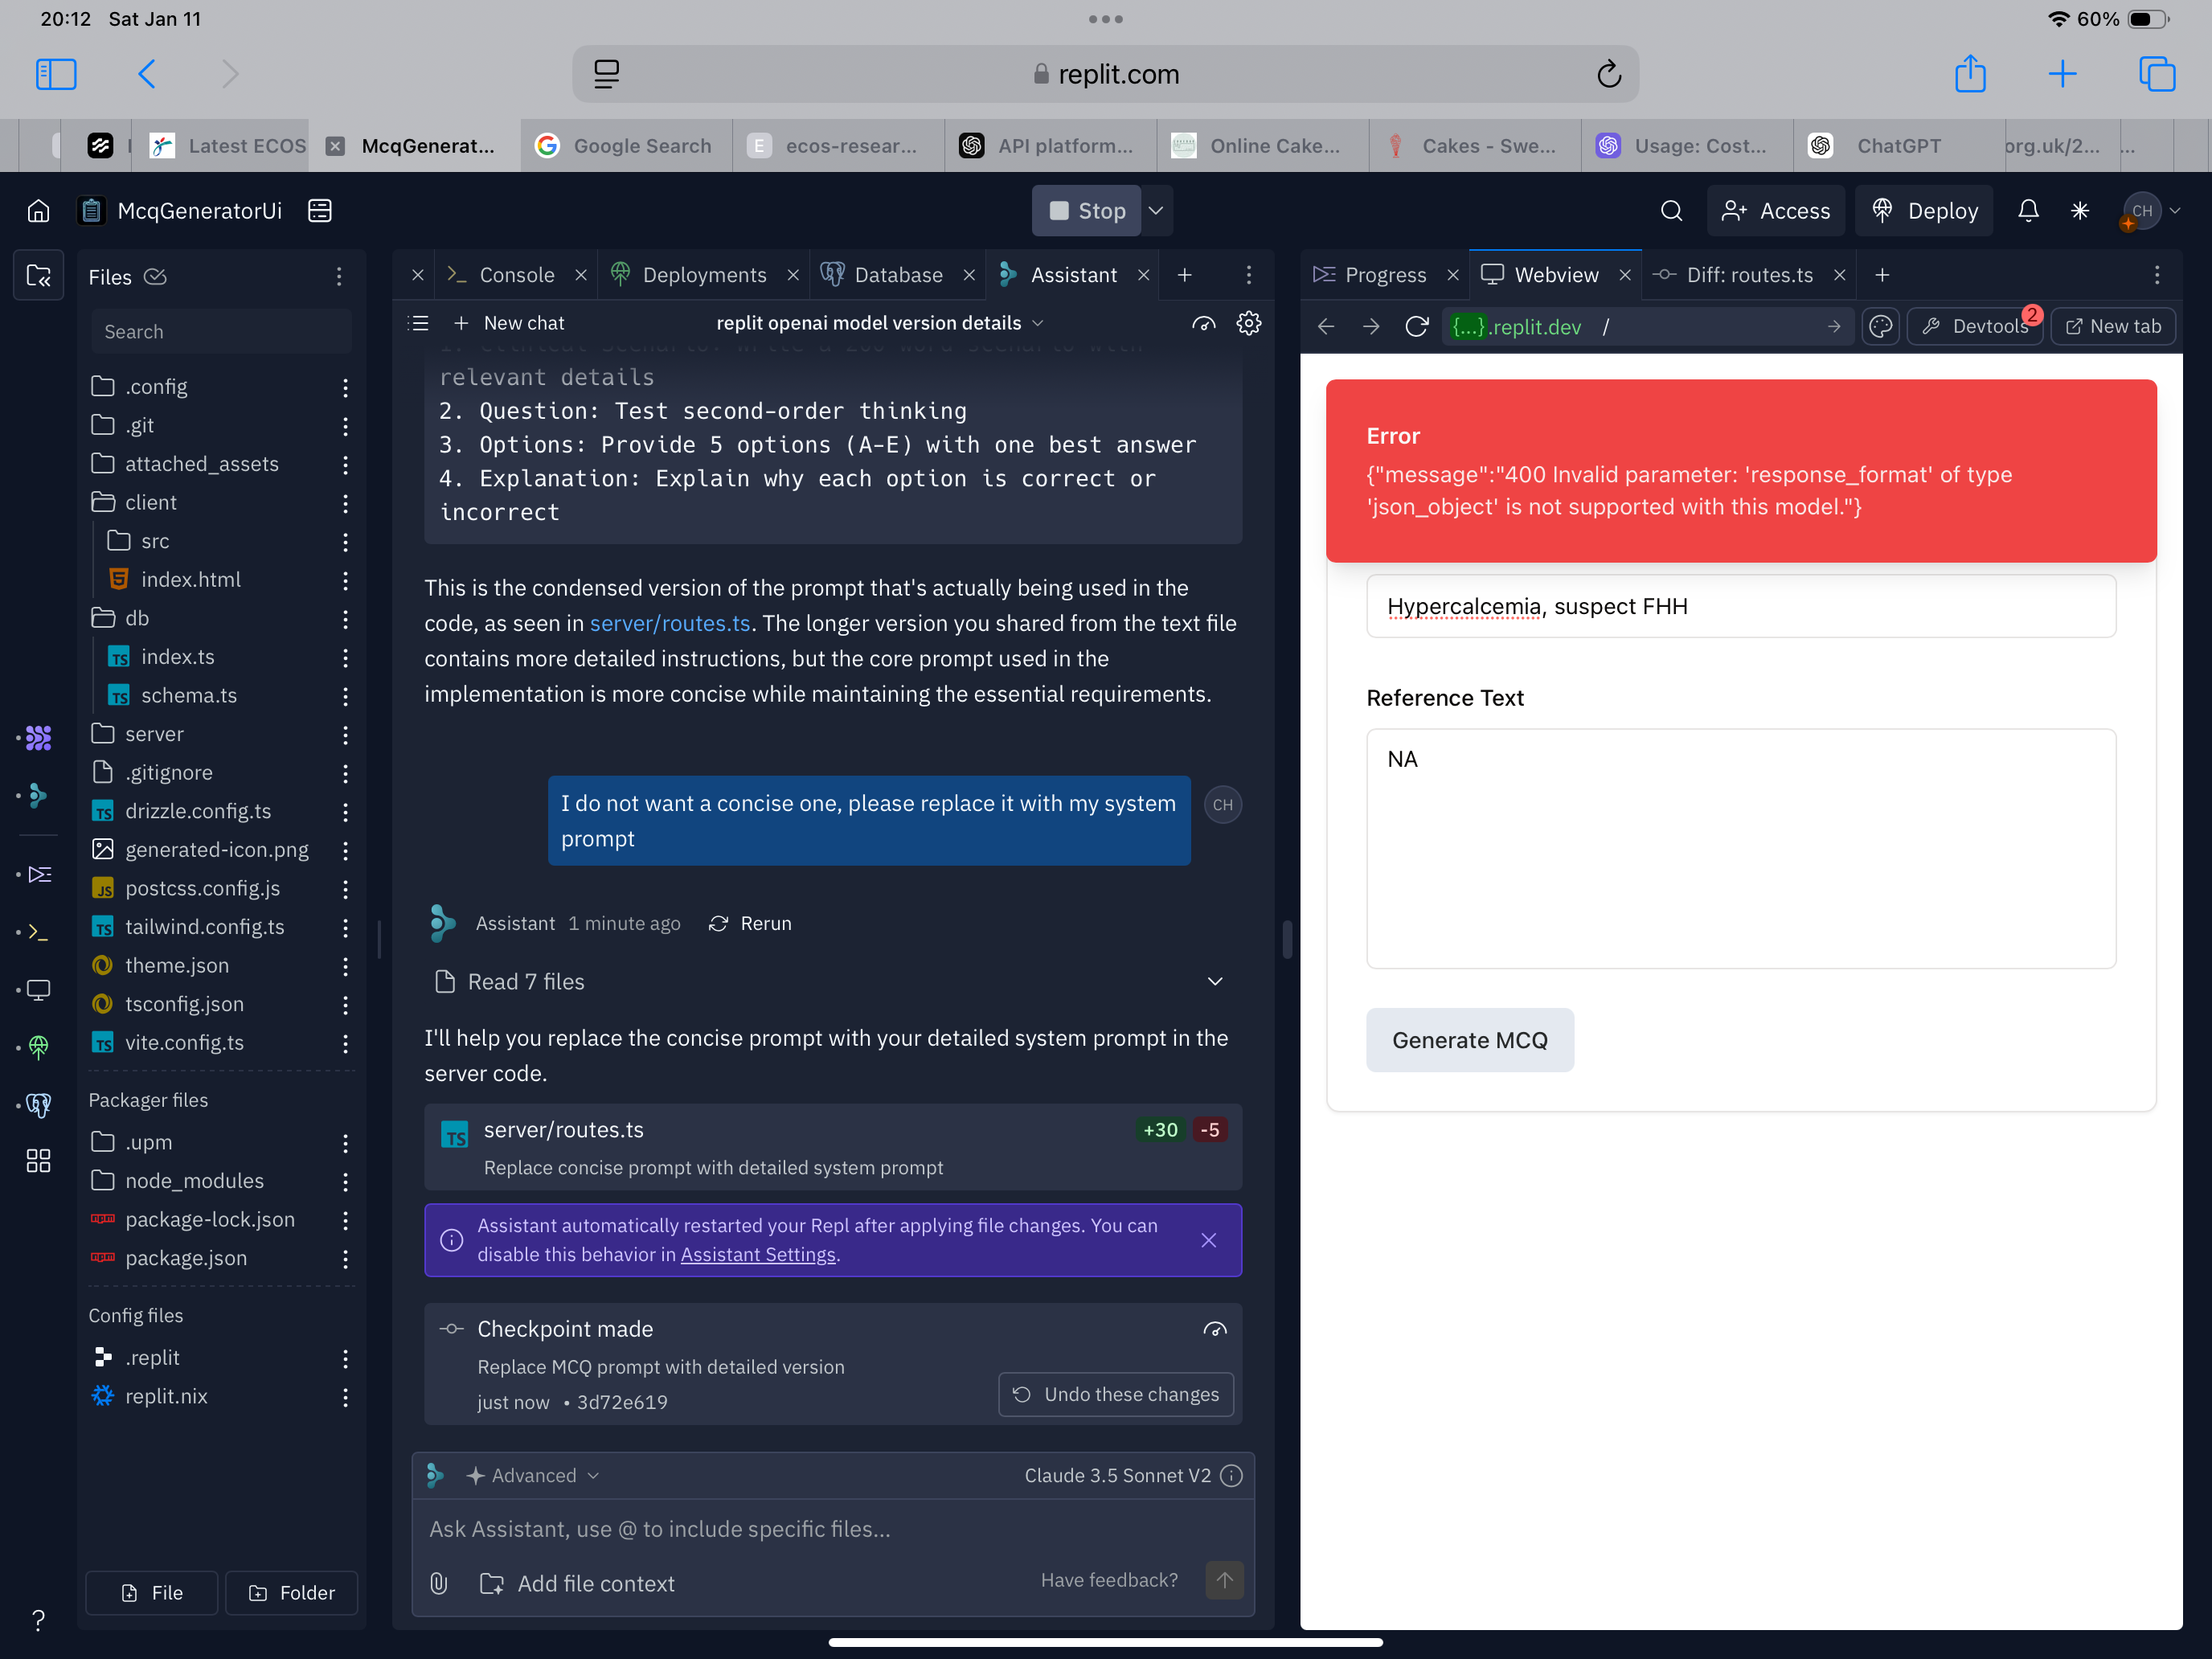 20:12 Sat Jan 11
60%
replit.com
Latest ECOS
McqGenerat...
Google Search
E
ecos-resear...
API platform...
Online Cake...
Cakes - Swe...
Usage: Cost...
ChatGPT
org.uk/2...
...
McqGeneratorUi
Stop
Access
Deploy
CH
Files
Search
.config
.git
attached_assets
client
src
index.html
db
index.ts
schema.ts
server
.gitignore
drizzle.config.ts
generated-icon.png
postcss.config.js
tailwind.config.ts
theme.json
tsconfig.json
vite.config.ts
Packager files
.upm
node_modules
package-lock.json
package.json
Config files
.replit
replit.nix
File
Folder
Console
Deployments
Database
Assistant
New chat
replit openai model version details
relevant details
2. Question: Test second-order thinking
3. Options: Provide 5 options (A-E) with one best answer
4. Explanation: Explain why each option is correct or
incorrect
This is the condensed version of the prompt that's actually being used in the
code, as seen in server/routes.ts. The longer version you shared from the text file
contains more detailed instructions, but the core prompt used in the
implementation is more concise while maintaining the essential requirements.
I do not want a concise one, please replace it with my system
prompt
CH
Assistant 1 minute ago Rerun
Read 7 files
I'll help you replace the concise prompt with your detailed system prompt in the
server code.
TS server/routes.ts +30 -5
Replace concise prompt with detailed system prompt
Assistant automatically restarted your Repl after applying file changes. You can
disable this behavior in Assistant Settings.
Checkpoint made
Replace MCQ prompt with detailed version
just now • 3d72e619
Undo these changes
Advanced
Claude 3.5 Sonnet V2
Ask Assistant, use @ to include specific files...
Add file context
Have feedback?
Progress
Webview
Diff: routes.ts
{...}.replit.dev /
Devtools 2
New tab
Error
{"message":"400 Invalid parameter: 'response_format' of type
'json_object' is not supported with this model."}
Hypercalcemia, suspect FHH
Reference Text
NA
Generate MCQ